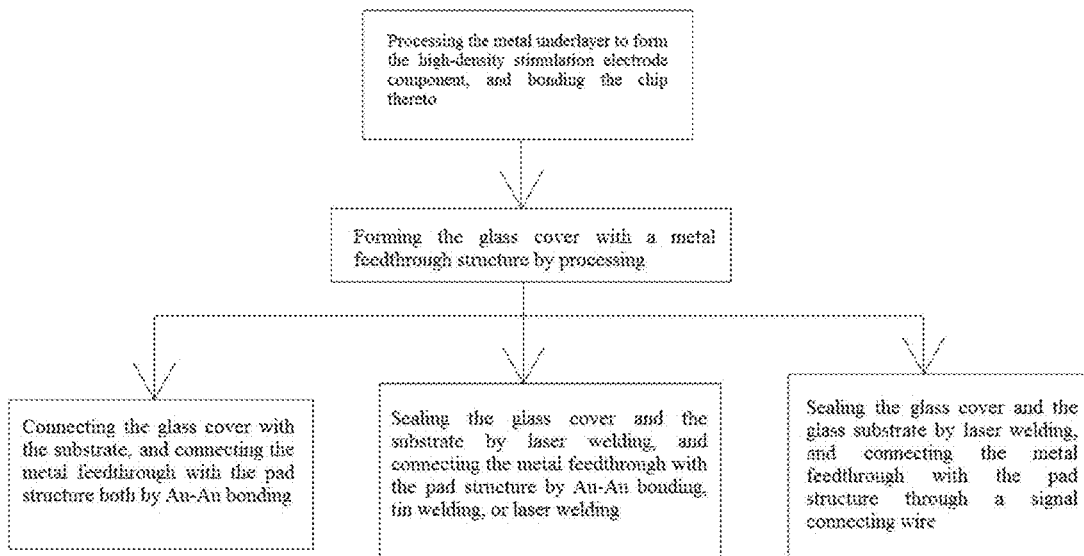 Processing the metal underlayer to form
the high-density stimulation electrode
component, and bonding the chip
thereto
Forming the glass cover with a metal
feedthrough structure by processing
Connecting the glass cover with
the substrate, and connecting the
metal feedthrough with the pad
structure both by Au-Au bonding
Sealing the glass cover and the
substrate by laser welding, and
connecting the metal feedthrough with
the pad structure by Au-Au bonding,
tin welding, or laser welding
Sealing the glass cover and the
glass substrate by laser welding,
and connecting the metal
feedthrough with the pad
structure through a signal
connecting wire